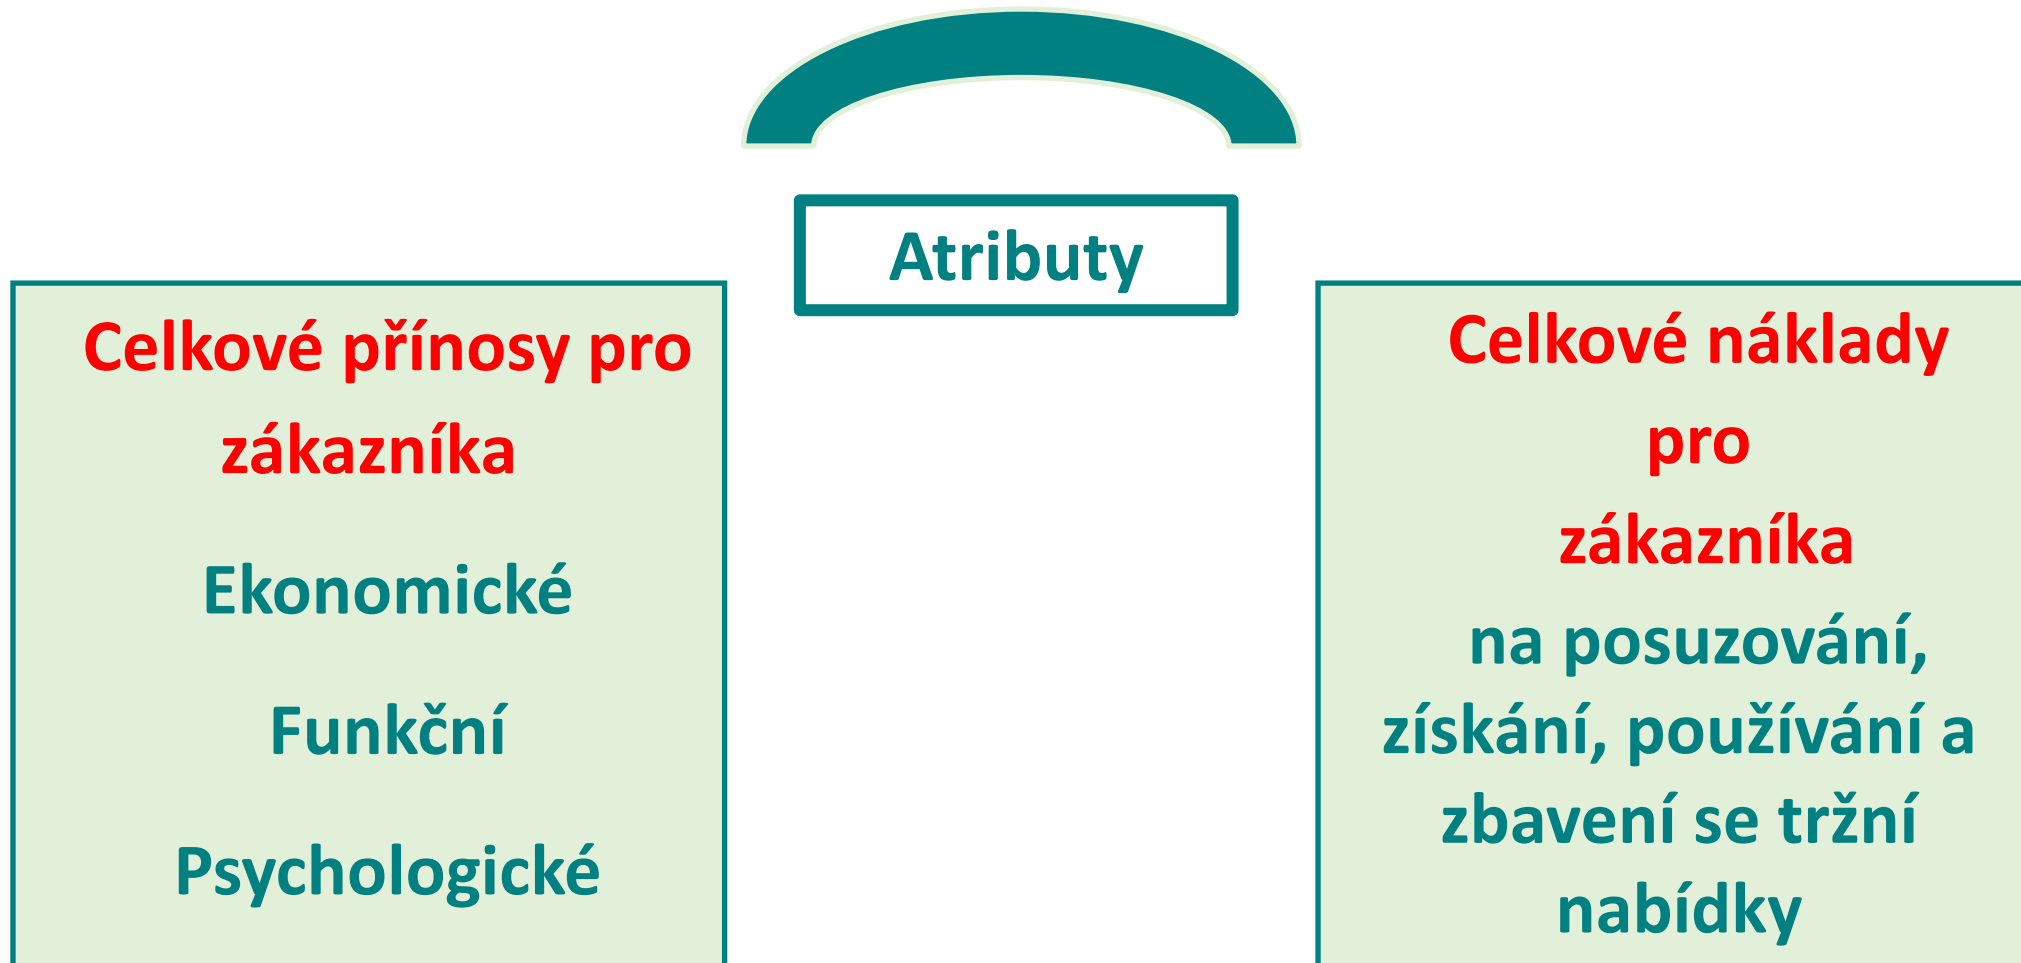 Atributy
Celkové přínosy pro
zákazníka
Ekonomické
Funkční
Psychologické
Celkové náklady
pro
zákazníka
na posuzování,
získání, používání a
zbavení se tržní
nabídky